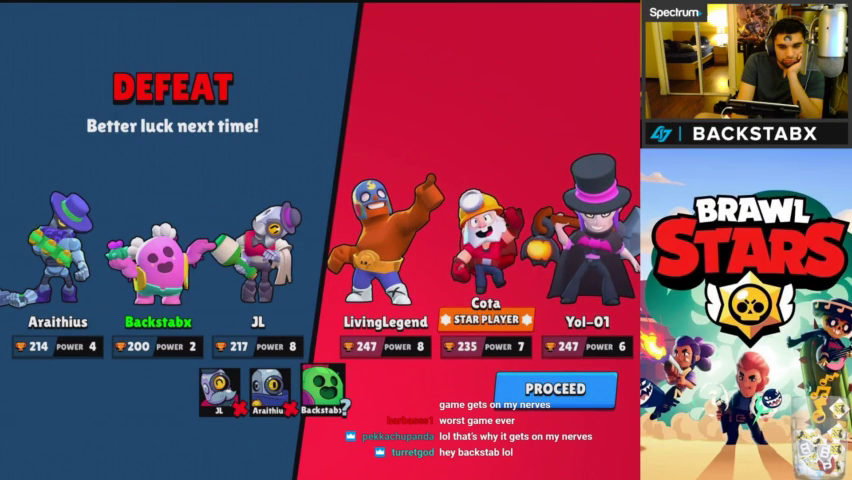 Spectrum
DEFEAT
Better luck next time!
BACKSTABX
BRAWL
STARS
Araithius
Backstabx
JL
LivingLegend
Cota
STAR PLAYER
Yol-01
214 POWER 4
200 POWER 2
217 POWER 8
247 POWER 8
235 POWER 7
247 POWER 6
JL
Araithiu
Backstabx
?
PROCEED
game gets on my nerves
worst game ever
pekkachupanda lol that's why it gets on my nerves
turretgod hey backstab lol